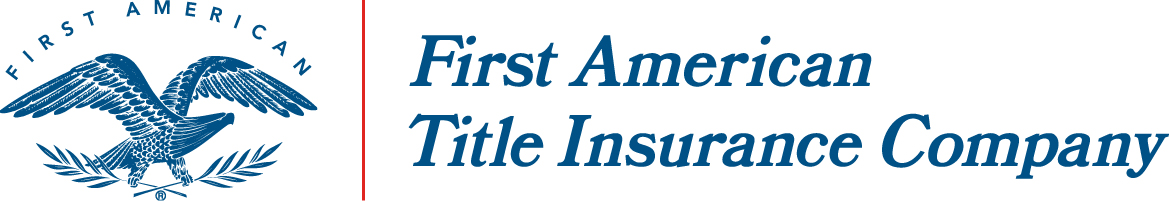 FIRST AMERICAN
®
First American
Title Insurance Company